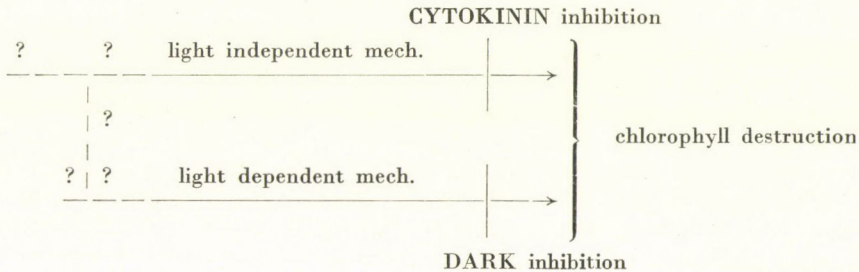 CYTOKININ inhibition
? ? light independent mech.
?
chlorophyll destruction
? ? light dependent mech.
DARK inhibition